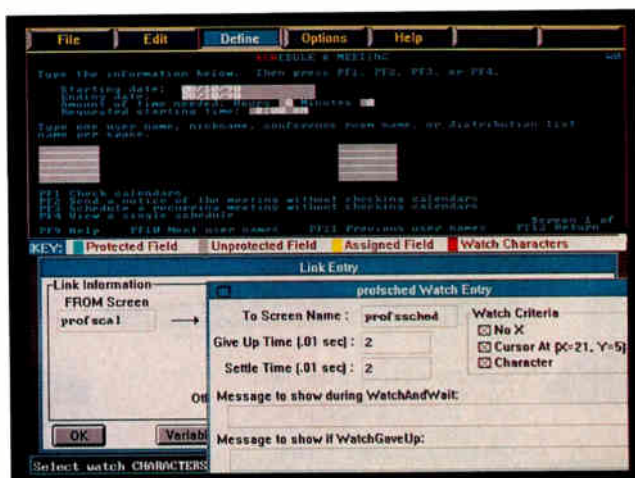 File Edit Define Options Help
SCHEDULE a MEETING
Type the information below. Then press PF1, PF2, PF3, or PF4.
Starting date:
Ending date:
Amount of time needed: Hours Minutes
Requested starting time:
Type one user name, nickname, conference room name, or distribution list
name per space.
PF1 Check calendars
PF2 Send a notice of the meeting without checking calendars
PF3 Schedule a recurring meeting without checking calendars
PF4 View a single schedule
Screen 1 of
PF9 Help PF10 Next user names PF11 Previous user names PF12 Return
KEY: Protected Field Unprotected Field Assigned Field Watch Characters
Link Entry
Link Information
FROM Screen
profscal
OK
Variabl
profsched Watch Entry
To Screen Name : profssched
Give Up Time (.01 sec) : 2
Settle Time (.01 sec) : 2
Watch Criteria
No X
Cursor At (X=21, Y=5)
Character
Message to show during WatchAndWait:
Message to show if WatchGaveUp:
Select watch CHARACTERS